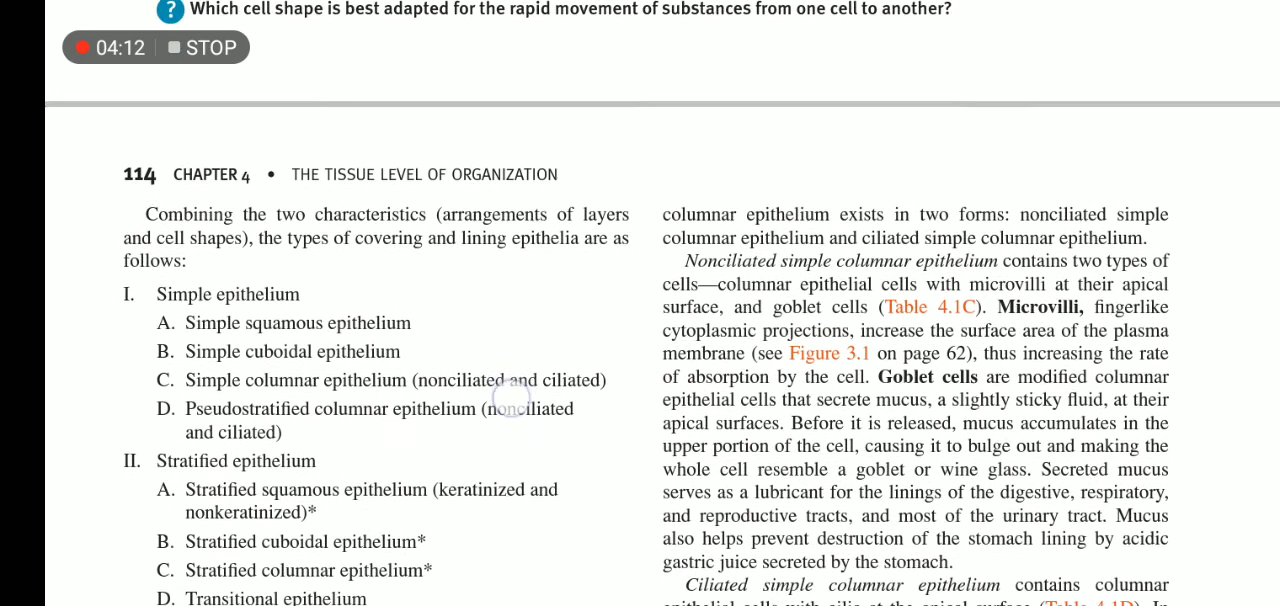 ? Which cell shape is best adapted for the rapid movement of substances from one cell to another?
04:12 STOP
114 CHAPTER 4 • THE TISSUE LEVEL OF ORGANIZATION
Combining the two characteristics (arrangements of layers
and cell shapes), the types of covering and lining epithelia are as
follows:
I. Simple epithelium
A. Simple squamous epithelium
B. Simple cuboidal epithelium
C. Simple columnar epithelium (nonciliated and ciliated)
D. Pseudostratified columnar epithelium (nonciliated
and ciliated)
II. Stratified epithelium
A. Stratified squamous epithelium (keratinized and
nonkeratinized)*
B. Stratified cuboidal epithelium*
C. Stratified columnar epithelium*
D. Transitional epithelium
columnar epithelium exists in two forms: nonciliated simple
columnar epithelium and ciliated simple columnar epithelium.
Nonciliated simple columnar epithelium contains two types of
cells—columnar epithelial cells with microvilli at their apical
surface, and goblet cells (Table 4.1C). Microvilli, fingerlike
cytoplasmic projections, increase the surface area of the plasma
membrane (see Figure 3.1 on page 62), thus increasing the rate
of absorption by the cell. Goblet cells are modified columnar
epithelial cells that secrete mucus, a slightly sticky fluid, at their
apical surfaces. Before it is released, mucus accumulates in the
upper portion of the cell, causing it to bulge out and making the
whole cell resemble a goblet or wine glass. Secreted mucus
serves as a lubricant for the linings of the digestive, respiratory,
and reproductive tracts, and most of the urinary tract. Mucus
also helps prevent destruction of the stomach lining by acidic
gastric juice secreted by the stomach.
Ciliated simple columnar epithelium contains columnar
epithelial cells with cilia at the apical surface (Table 4.1D). In